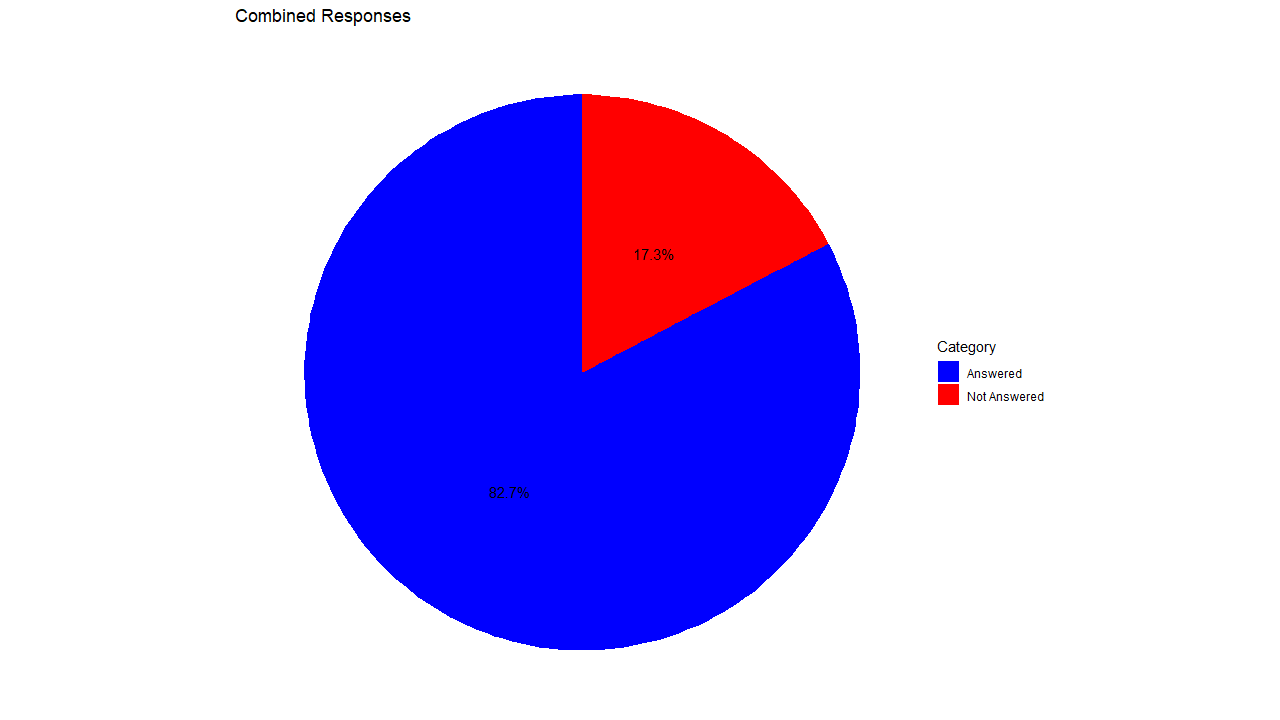 Combined Responses
17.3%
82.7%
Category
Answered
Not Answered